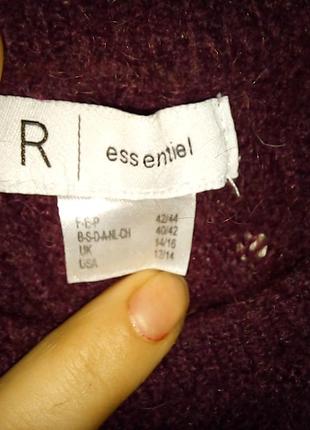 R | essentiel
F-E-P 42/44
B-S-D-A-NL-CH 40/42
UK 14/16
USA 12/14